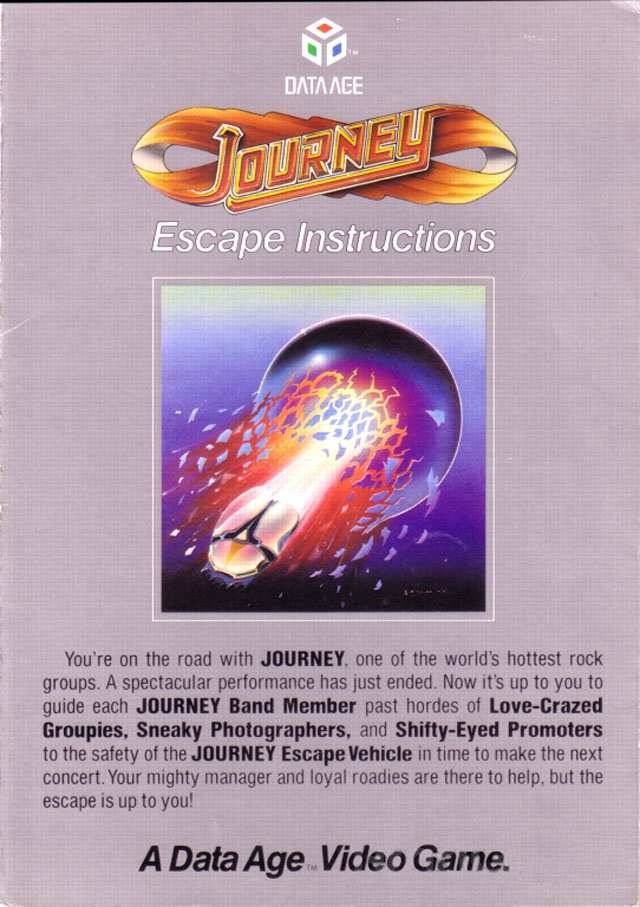 DATA AGE
JOURNEY
Escape Instructions
You're on the road with JOURNEY, one of the world's hottest rock
groups. A spectacular performance has just ended. Now it's up to you to
guide each JOURNEY Band Member past hordes of Love-Crazed
Groupies, Sneaky Photographers, and Shifty-Eyed Promoters
to the safety of the JOURNEY Escape Vehicle in time to make the next
concert. Your mighty manager and loyal roadies are there to help, but the
escape is up to you!
A Data Age™ Video Game.